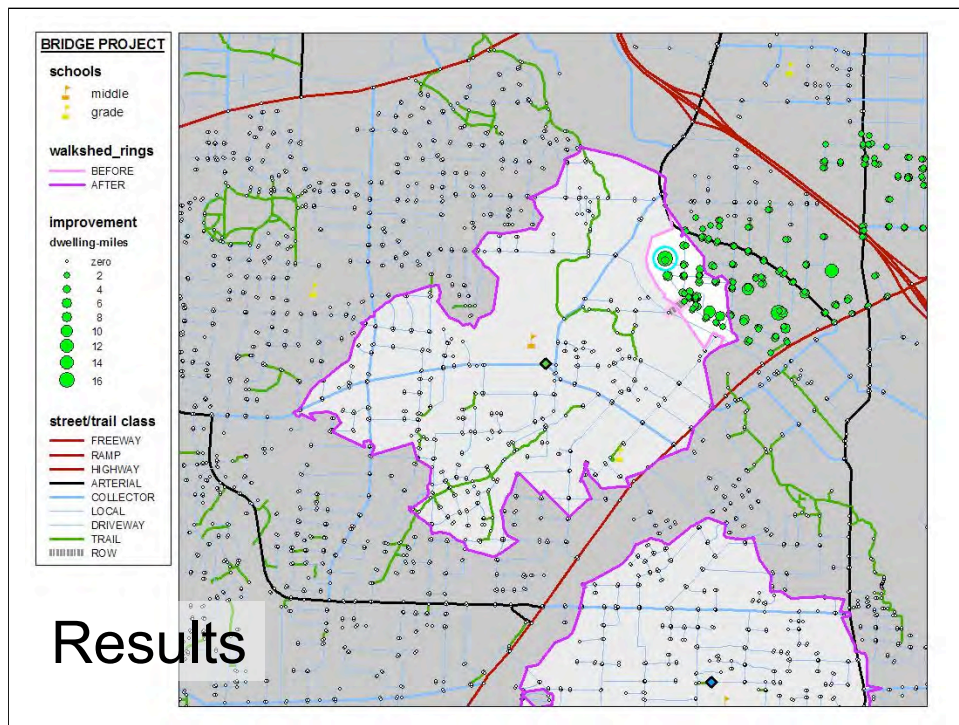 BRIDGE PROJECT
schools
middle
grade
walkshed_rings
BEFORE
AFTER
improvement
dwelling-miles
zero
2
4
6
8
10
12
14
16
street/trail class
FREEWAY
RAMP
HIGHWAY
ARTERIAL
COLLECTOR
LOCAL
DRIVEWAY
TRAIL
ROW
Results